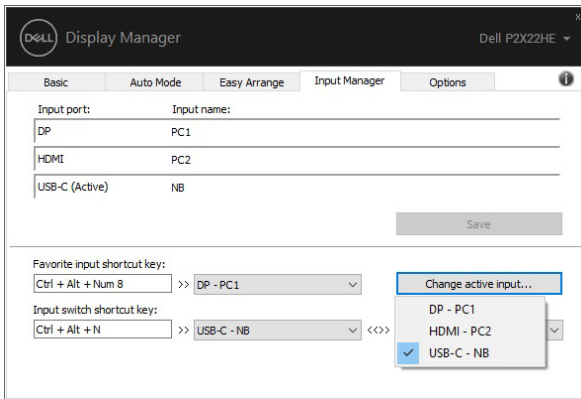 DELL Display Manager Dell P2X22HE
Basic Auto Mode Easy Arrange Input Manager Options
Input port: Input name:
DP PC1
HDMI PC2
USB-C (Active) NB
Save
Favorite input shortcut key:
Ctrl + Alt + Num 8 >> DP - PC1 Change active input...
Input switch shortcut key:
Ctrl + Alt + N >> USB-C - NB <<>>
DP - PC1
HDMI - PC2
USB-C - NB